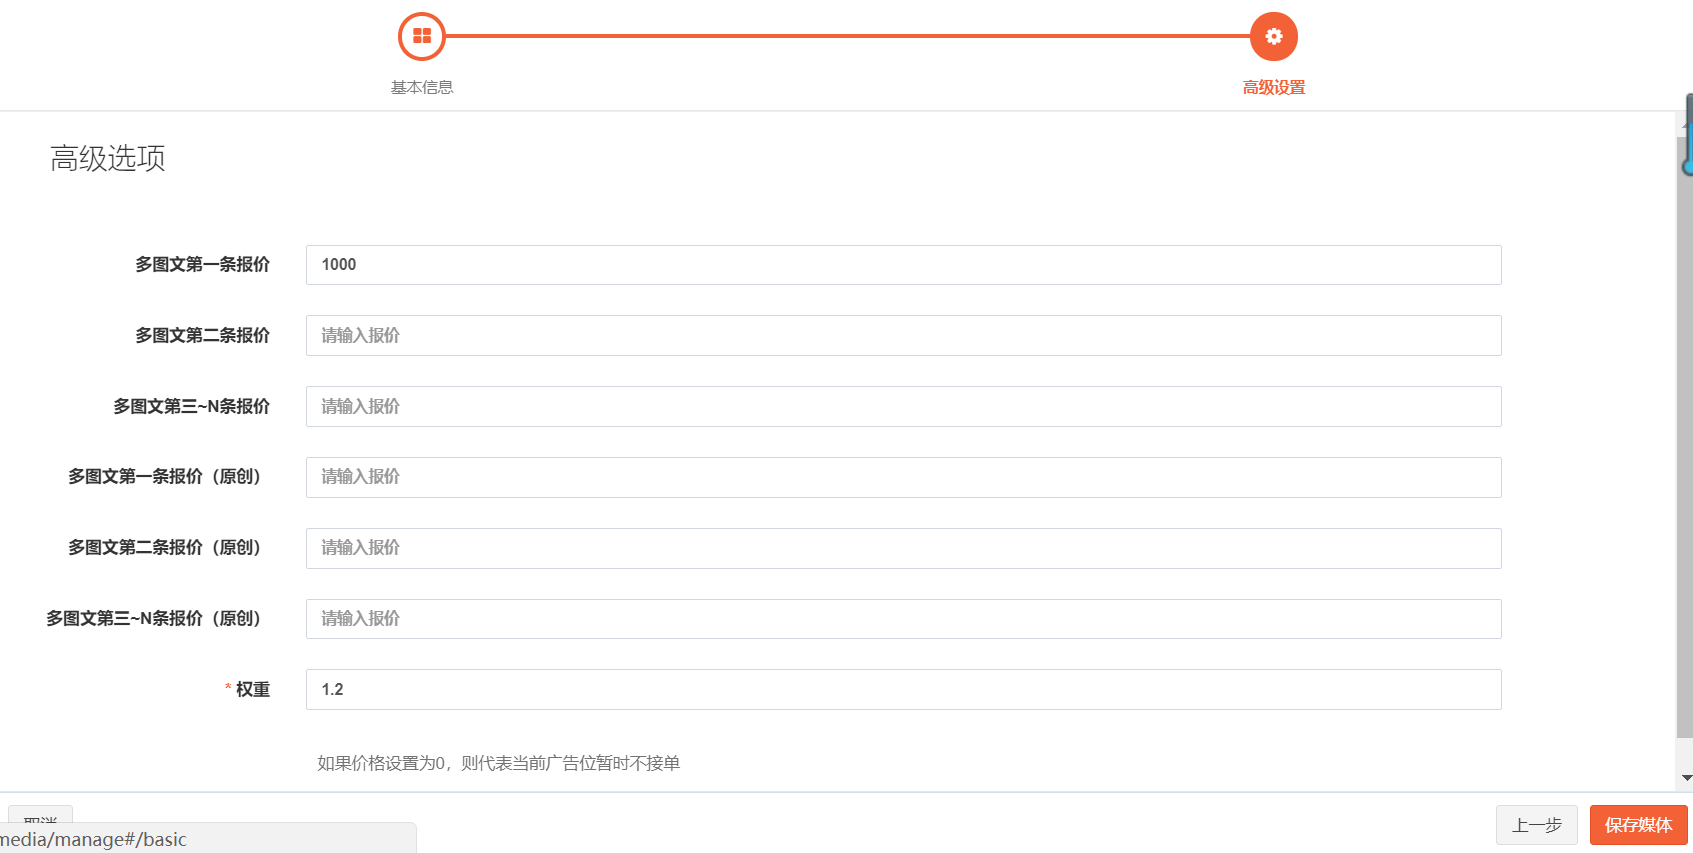 基本信息
高级设置
高级选项
多图文第一条报价 1000
多图文第二条报价 请输入报价
多图文第三~N条报价 请输入报价
多图文第一条报价（原创） 请输入报价
多图文第二条报价（原创） 请输入报价
多图文第三~N条报价（原创） 请输入报价
* 权重 1.2
如果价格设置为0，则代表当前广告位暂时不接单
取消
上一步
保存媒体
media/manage#/basic